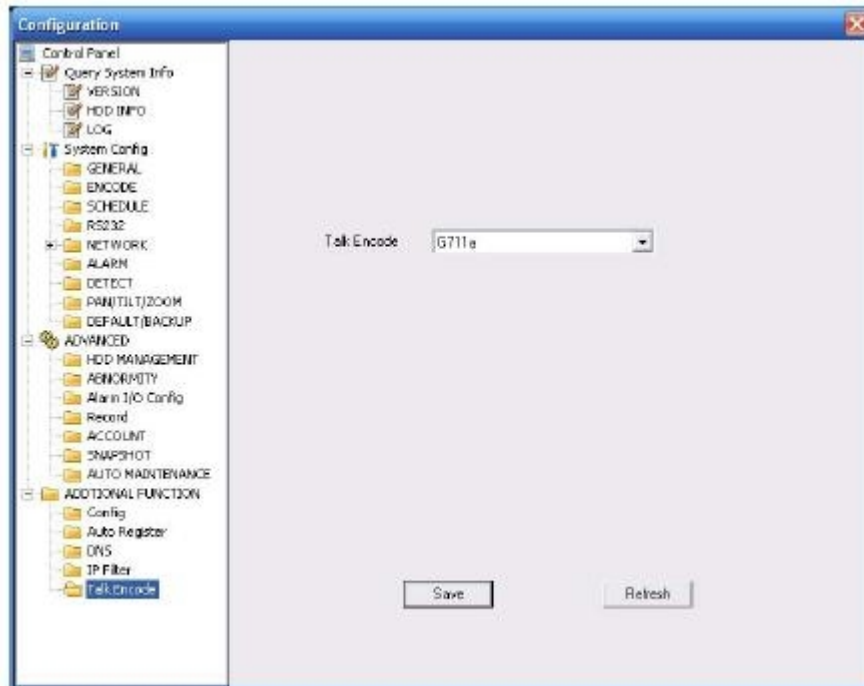 Configuration
Control Panel
Query System Info
VERSION
HDD INFO
LOG
System Config
GENERAL
ENCODE
SCHEDULE
RS232
NETWORK
ALARM
DETECT
PAN/TILT/ZOOM
DEFAULT/BACKUP
ADVANCED
HDD MANAGEMENT
ABNORMITY
Alarm I/O Config
Record
ACCOUNT
SNAPSHOT
AUTO MAINTENANCE
ADDTIONAL FUNCTION
Config
Auto Register
DNS
IP Filter
Talk Encode
Talk Encode G711a
Save Refresh